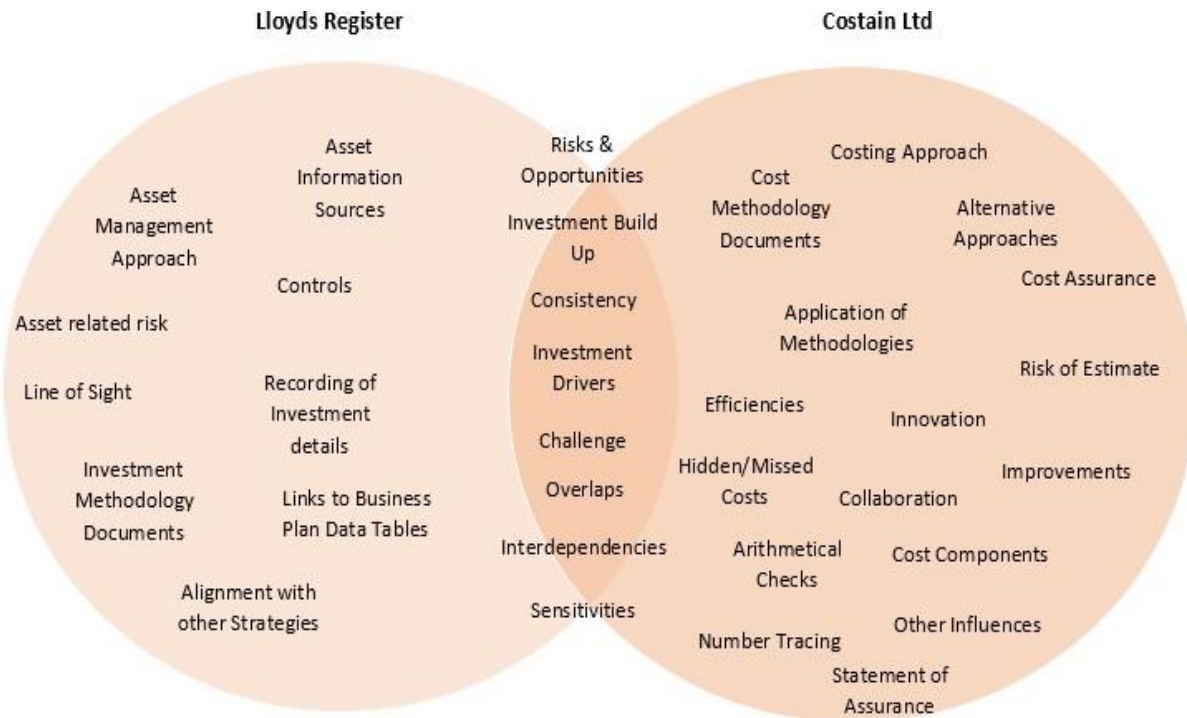 Lloyds Register
Costain Ltd
Asset
Information
Sources
Asset
Management
Approach
Controls
Asset related risk
Line of Sight
Recording of
Investment
details
Investment
Methodology
Documents
Links to Business
Plan Data Tables
Alignment with
other Strategies
Risks &
Opportunities
Investment Build
Up
Consistency
Investment
Drivers
Challenge
Overlaps
Interdependencies
Sensitivities
Costing Approach
Cost
Methodology
Documents
Alternative
Approaches
Cost Assurance
Application of
Methodologies
Risk of Estimate
Efficiencies
Innovation
Hidden/Missed
Costs
Improvements
Collaboration
Arithmetical
Checks
Cost Components
Other Influences
Number Tracing
Statement of
Assurance